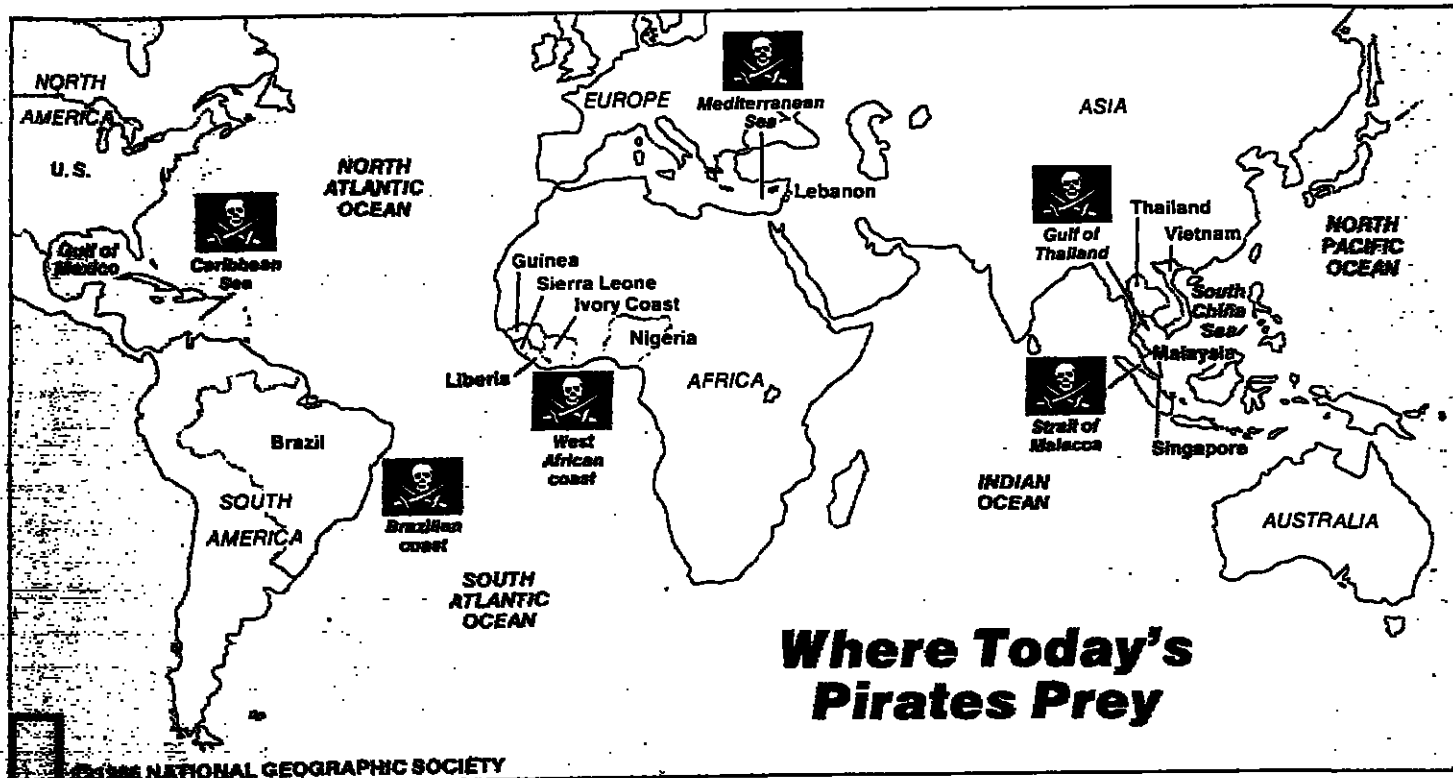 NORTH
AMERICA
U.S.
Gulf of
Mexico
Caribbean
Sea
NORTH
ATLANTIC
OCEAN
EUROPE
Mediterranean
Sea
Lebanon
ASIA
Gulf of
Thailand
Thailand
Vietnam
NORTH
PACIFIC
OCEAN
South
China
Sea
Guinea
Sierra Leone
Ivory Coast
Nigeria
Liberia
AFRICA
West
African
coast
Malaysia
Strait of
Malacca
Singapore
Brazil
SOUTH
AMERICA
Brazilian
coast
INDIAN
OCEAN
AUSTRALIA
SOUTH
ATLANTIC
OCEAN
Where Today's
Pirates Prey
NATIONAL GEOGRAPHIC SOCIETY